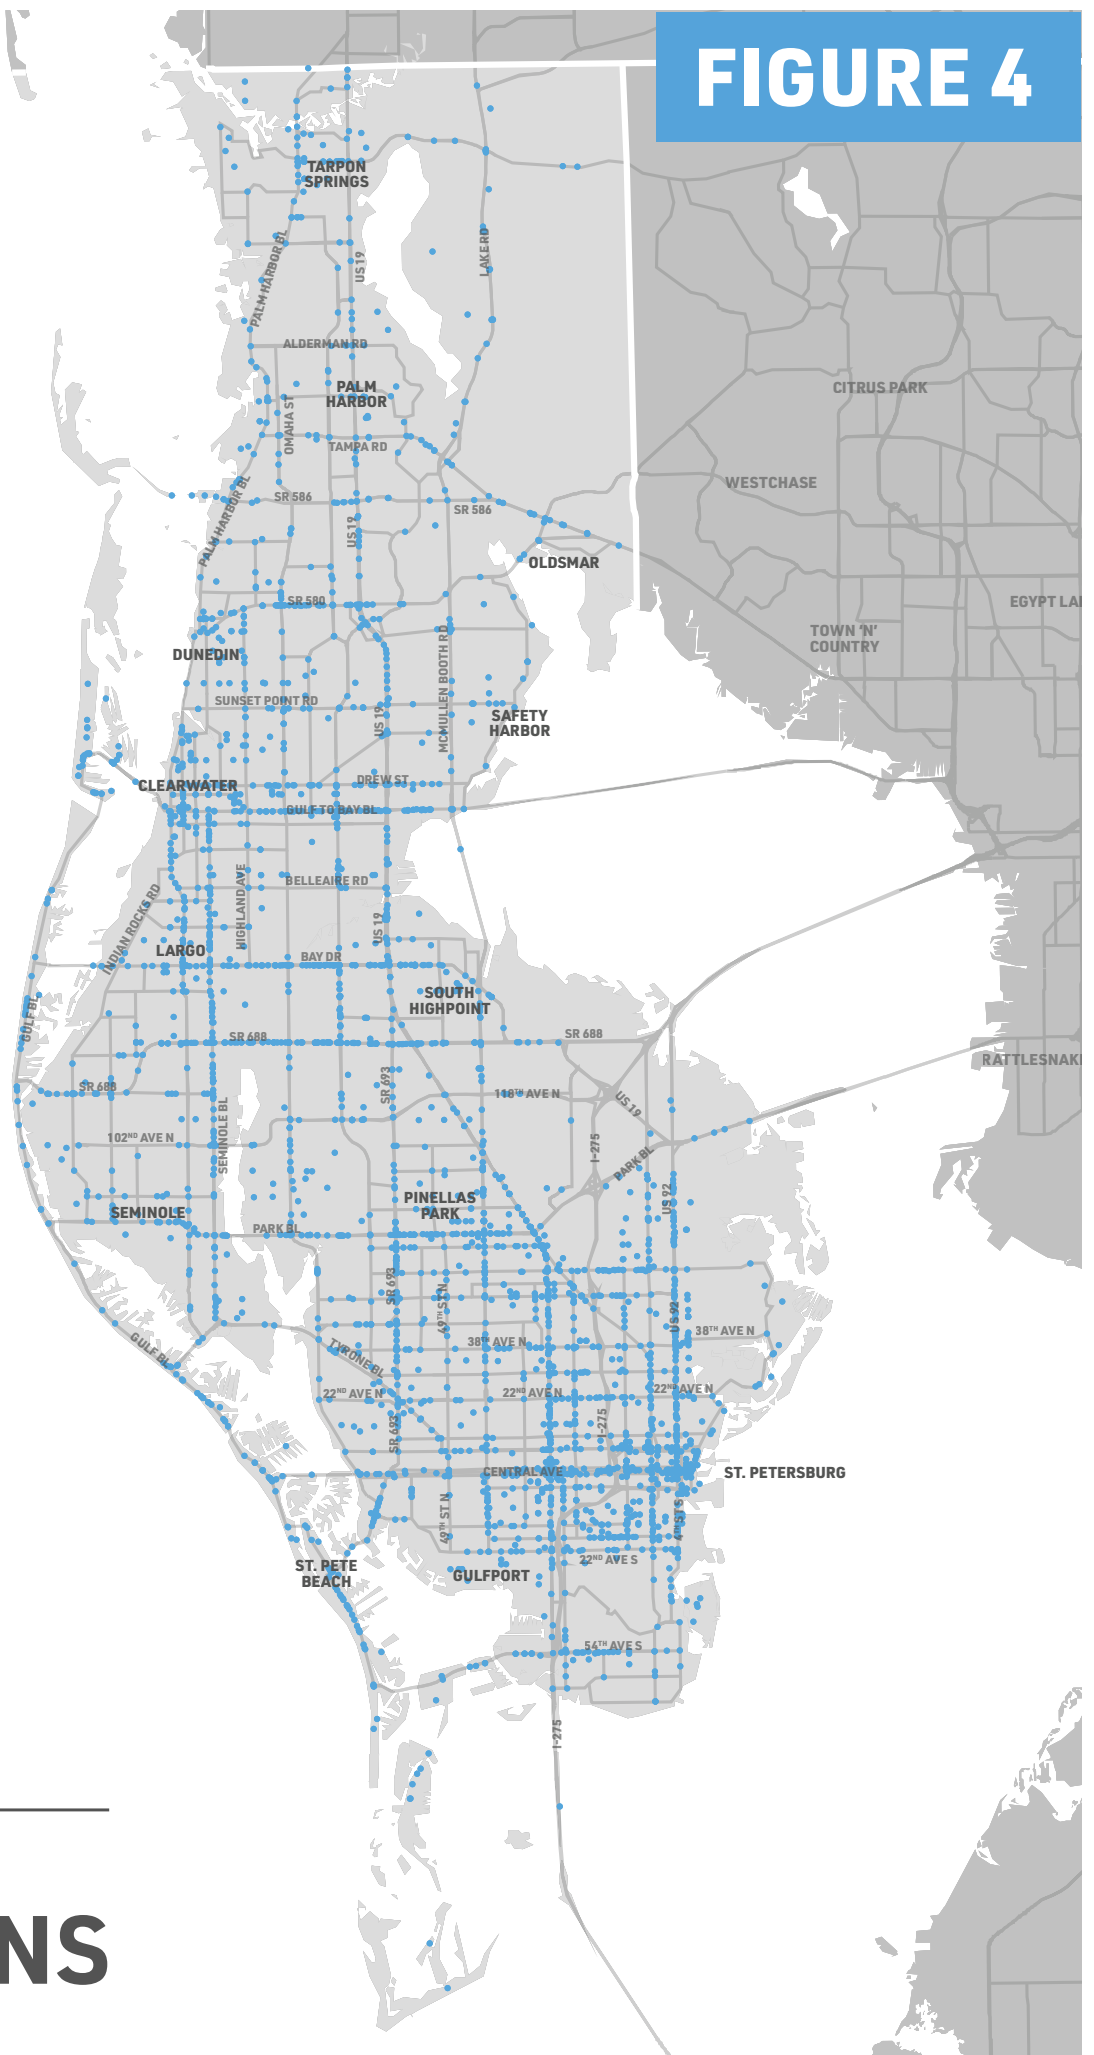 FIGURE 4
TARPON
SPRINGS
PALM HARBOR BL
US 19
LAKE RD
ALDERMAN RD
PALM
HARBOR
CITRUS PARK
OMAHA ST
TAMPA RD
WESTCHASE
PALM HARBOR BL
SR 586
SR 586
US 19
OLDSMAR
SR 580
EGYPT LA
TOWN ‘N’
COUNTRY
DUNEDIN
MCMULLEN BOOTH RD
SUNSET POINT RD
US 19
SAFETY
HARBOR
CLEARWATER
DREW ST
GULF TO BAY BL
HIGHLAND AVE
BELLEAIRE RD
INDIAN ROCKS RD
US 19
LARGO
BAY DR
SOUTH
HIGHPOINT
GULF BL
SR 688
SR 688
RATTLESNAK
SR 688
SR 693
118TH AVE N
US 19
SEMINOLE BL
102ND AVE N
I-275
PARK BL
US 92
PINELLAS
PARK
SEMINOLE
PARK BL
SR 693
49TH ST N
US 92
38TH AVE N
38TH AVE N
GULF BL
TYRONE BL
22ND AVE N
22ND AVE N
22ND AVE N
SR 693
I-275
CENTRAL AVE
ST. PETERSBURG
49TH ST N
4TH ST S
ST. PETE
BEACH
GULFPORT
22ND AVE S
54TH AVE S
I-275
NS